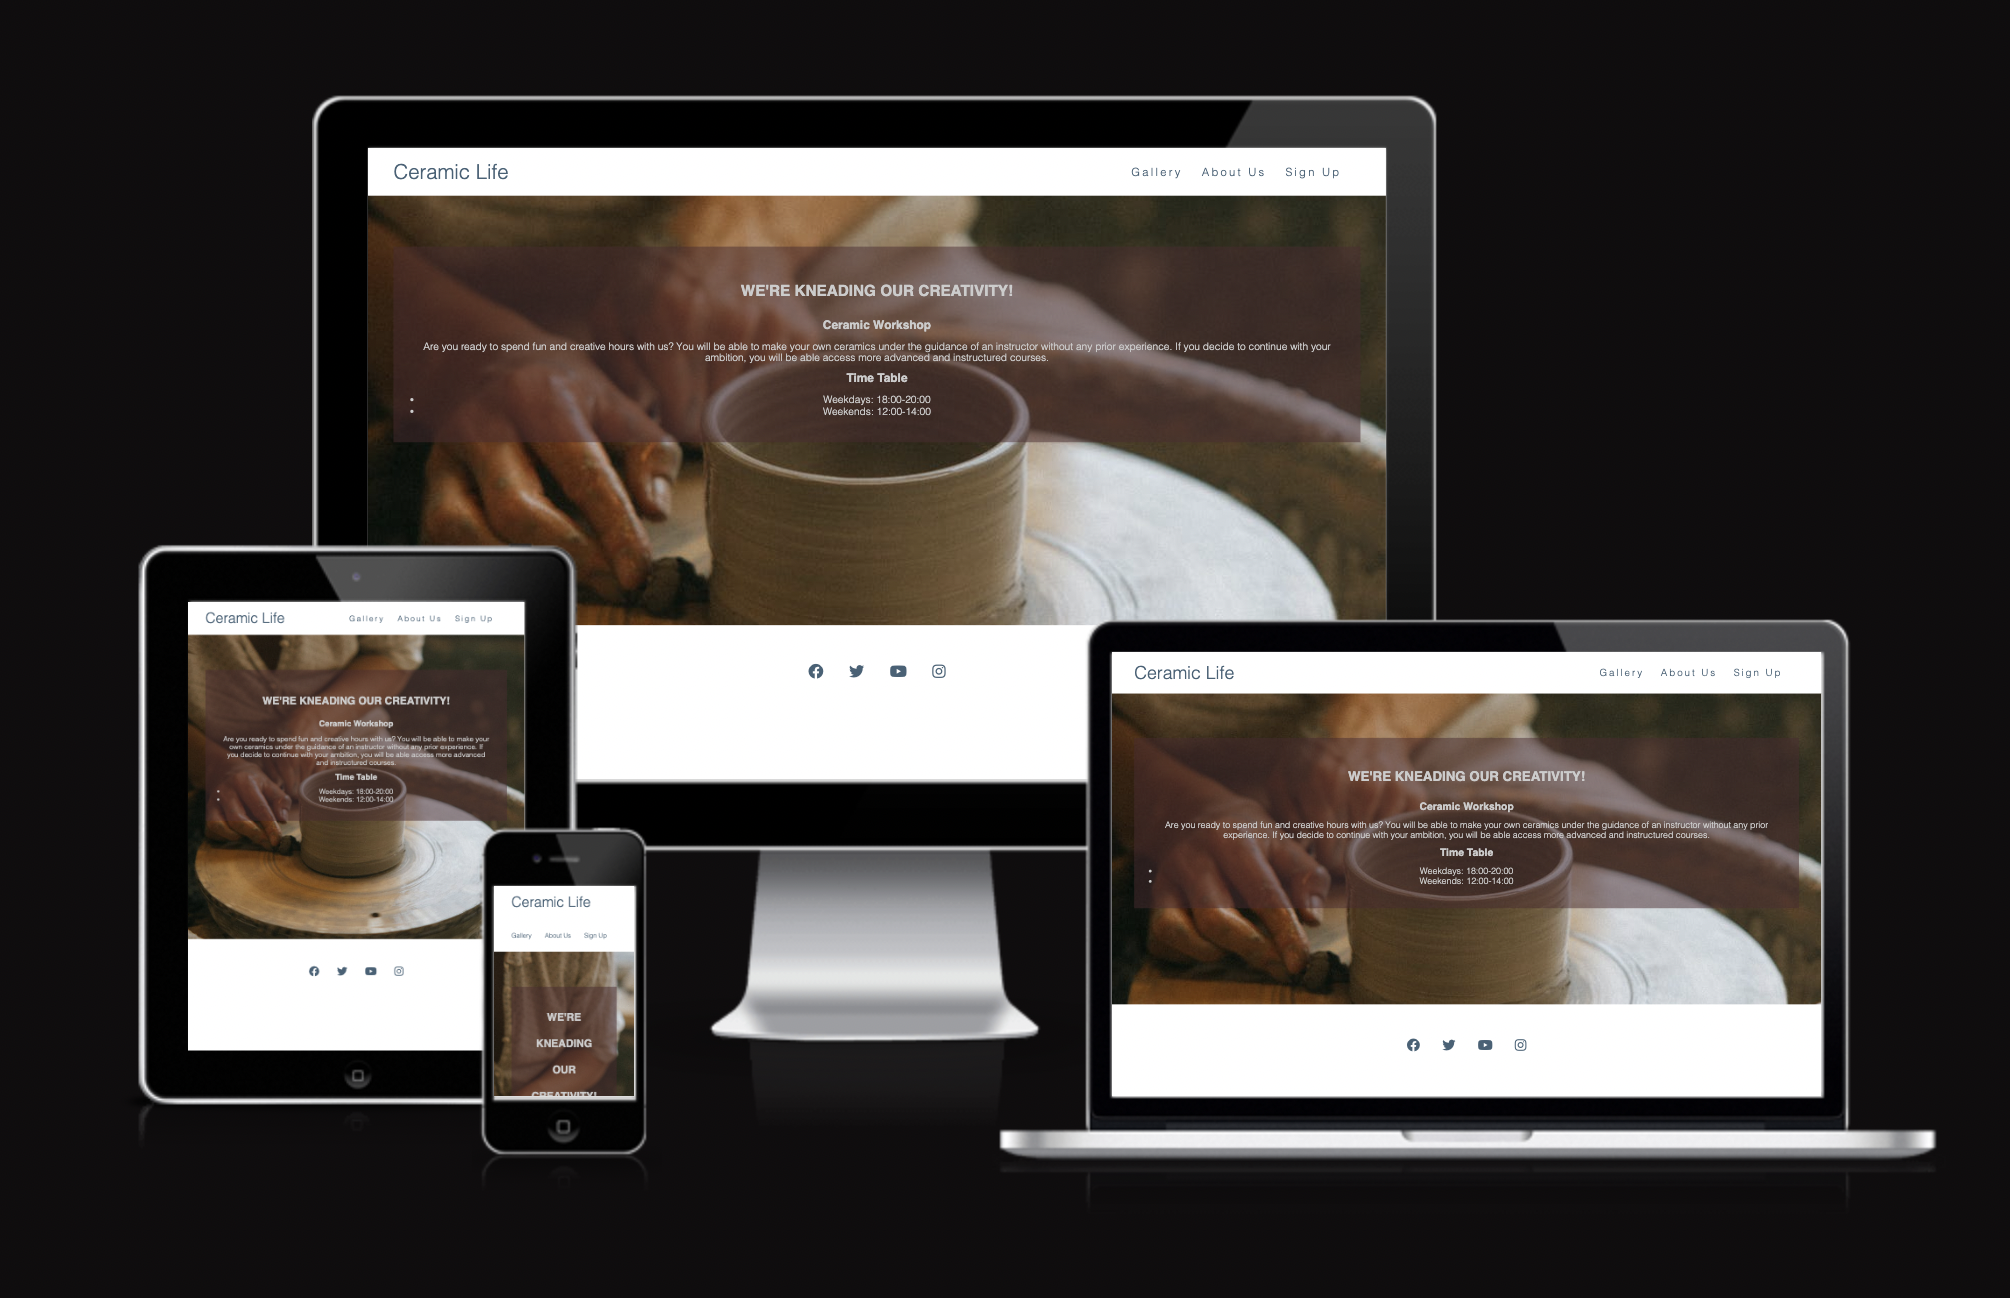 Ceramic Life
Gallery About Us Sign Up
WE'RE KNEADING OUR CREATIVITY!
Ceramic Workshop
Are you ready to spend fun and creative hours with us? You will be able to make your own ceramics under the guidance of an instructor without any prior experience. If you decide to continue with your
ambition, you will be able access more advanced and instructured courses.
Time Table
• Weekdays: 18:00-20:00
• Weekends: 12:00-14:00
Ceramic Life
Gallery About Us Sign Up
WE'RE KNEADING OUR CREATIVITY!
Ceramic Workshop
Are you ready to spend fun and creative hours with us? You will be able to make your
own ceramics under the guidance of an instructor without any prior experience. If
you decide to continue with your ambition, you will be able access more advanced
and instructured courses.
Time Table
• Weekdays: 18:00-20:00
• Weekends: 12:00-14:00
Ceramic Life
Gallery About Us Sign Up
WE'RE
KNEADING
OUR
CREATIVITY!
Ceramic Life
Gallery About Us Sign Up
WE'RE KNEADING OUR CREATIVITY!
Ceramic Workshop
Are you ready to spend fun and creative hours with us? You will be able to make your own ceramics under the guidance of an instructor without any prior
experience. If you decide to continue with your ambition, you will be able access more advanced and instructured courses.
Time Table
• Weekdays: 18:00-20:00
• Weekends: 12:00-14:00